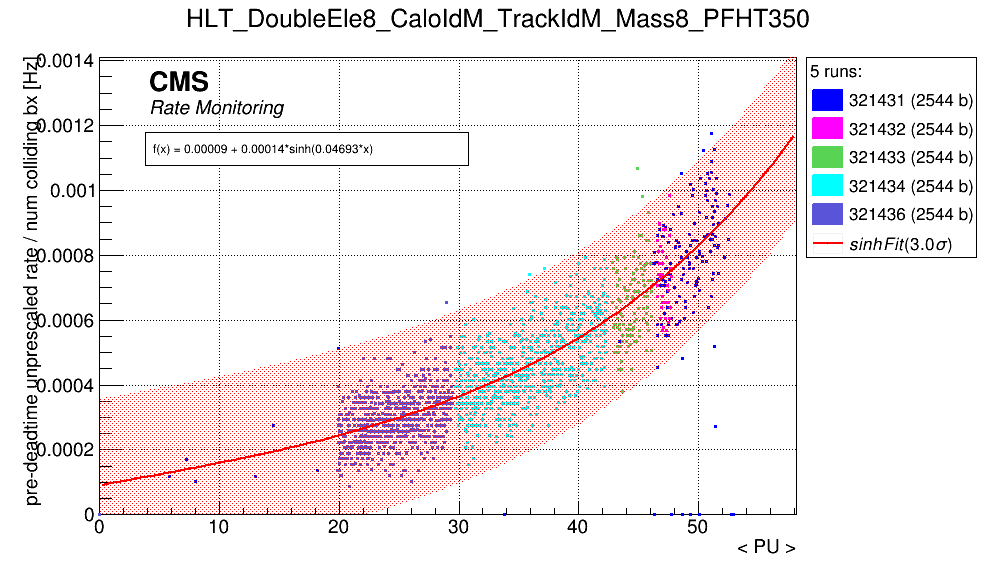 HLT_DoubleEle8_CaloIdM_TrackIdM_Mass8_PFHT350
pre-deadtime unprescaled rate / num colliding bx [Hz]
0.0014
0.0012
0.001
0.0008
0.0006
0.0004
0.0002
0
CMS
Rate Monitoring
f(x) = 0.00009 + 0.00014*sinh(0.04693*x)
0 10 20 30 40 50
< PU >
5 runs:
321431 (2544 b)
321432 (2544 b)
321433 (2544 b)
321434 (2544 b)
321436 (2544 b)
sinhFit(3.0σ)